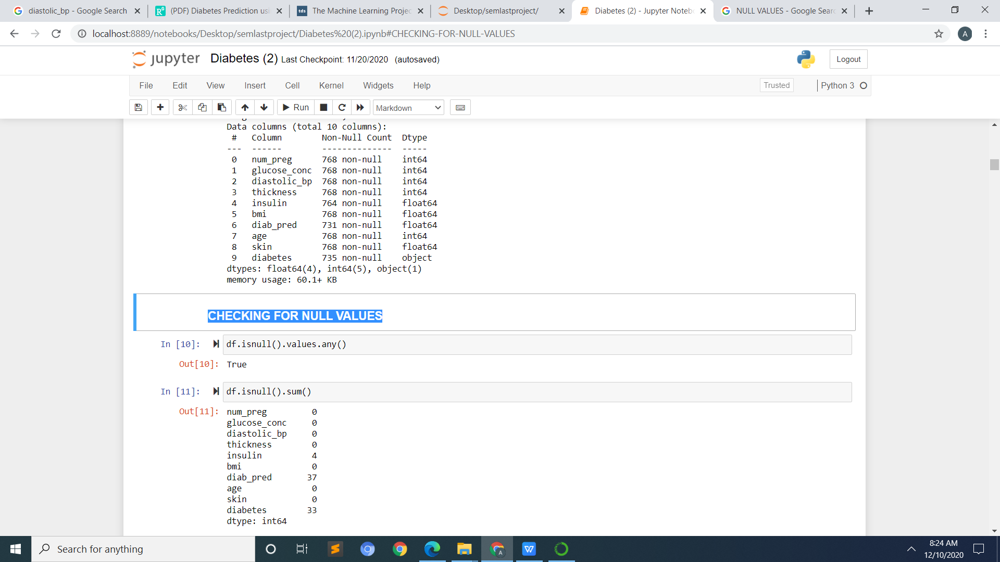 diastolic_bp - Google Search
(PDF) Diabetes Prediction usi
tds The Machine Learning Projec
Desktop/semlastproject/
Diabetes (2) - Jupyter Noteb
NULL VALUES - Google Sear
localhost:8889/notebooks/Desktop/semlastproject/Diabetes%20(2).ipynb#CHECKING-FOR-NULL-VALUES
A
jupyter Diabetes (2) Last Checkpoint: 11/20/2020 (autosaved)
Logout
File Edit View Insert Cell Kernel Widgets Help
Trusted
Python 3
Run
Markdown
Data columns (total 10 columns):
# Column Non-Null Count Dtype
--- ------ -------------- -----
0 num_preg 768 non-null int64
1 glucose_conc 768 non-null int64
2 diastolic_bp 768 non-null int64
3 thickness 768 non-null int64
4 insulin 764 non-null float64
5 bmi 768 non-null float64
6 diab_pred 731 non-null float64
7 age 768 non-null int64
8 skin 768 non-null float64
9 diabetes 735 non-null object
dtypes: float64(4), int64(5), object(1)
memory usage: 60.1+ KB
CHECKING FOR NULL VALUES
In [10]: df.isnull().values.any()
Out[10]: True
In [11]: df.isnull().sum()
Out[11]: num_preg 0
glucose_conc 0
diastolic_bp 0
thickness 0
insulin 4
bmi 0
diab_pred 37
age 0
skin 0
diabetes 33
dtype: int64
Search for anything
8:24 AM
12/10/2020